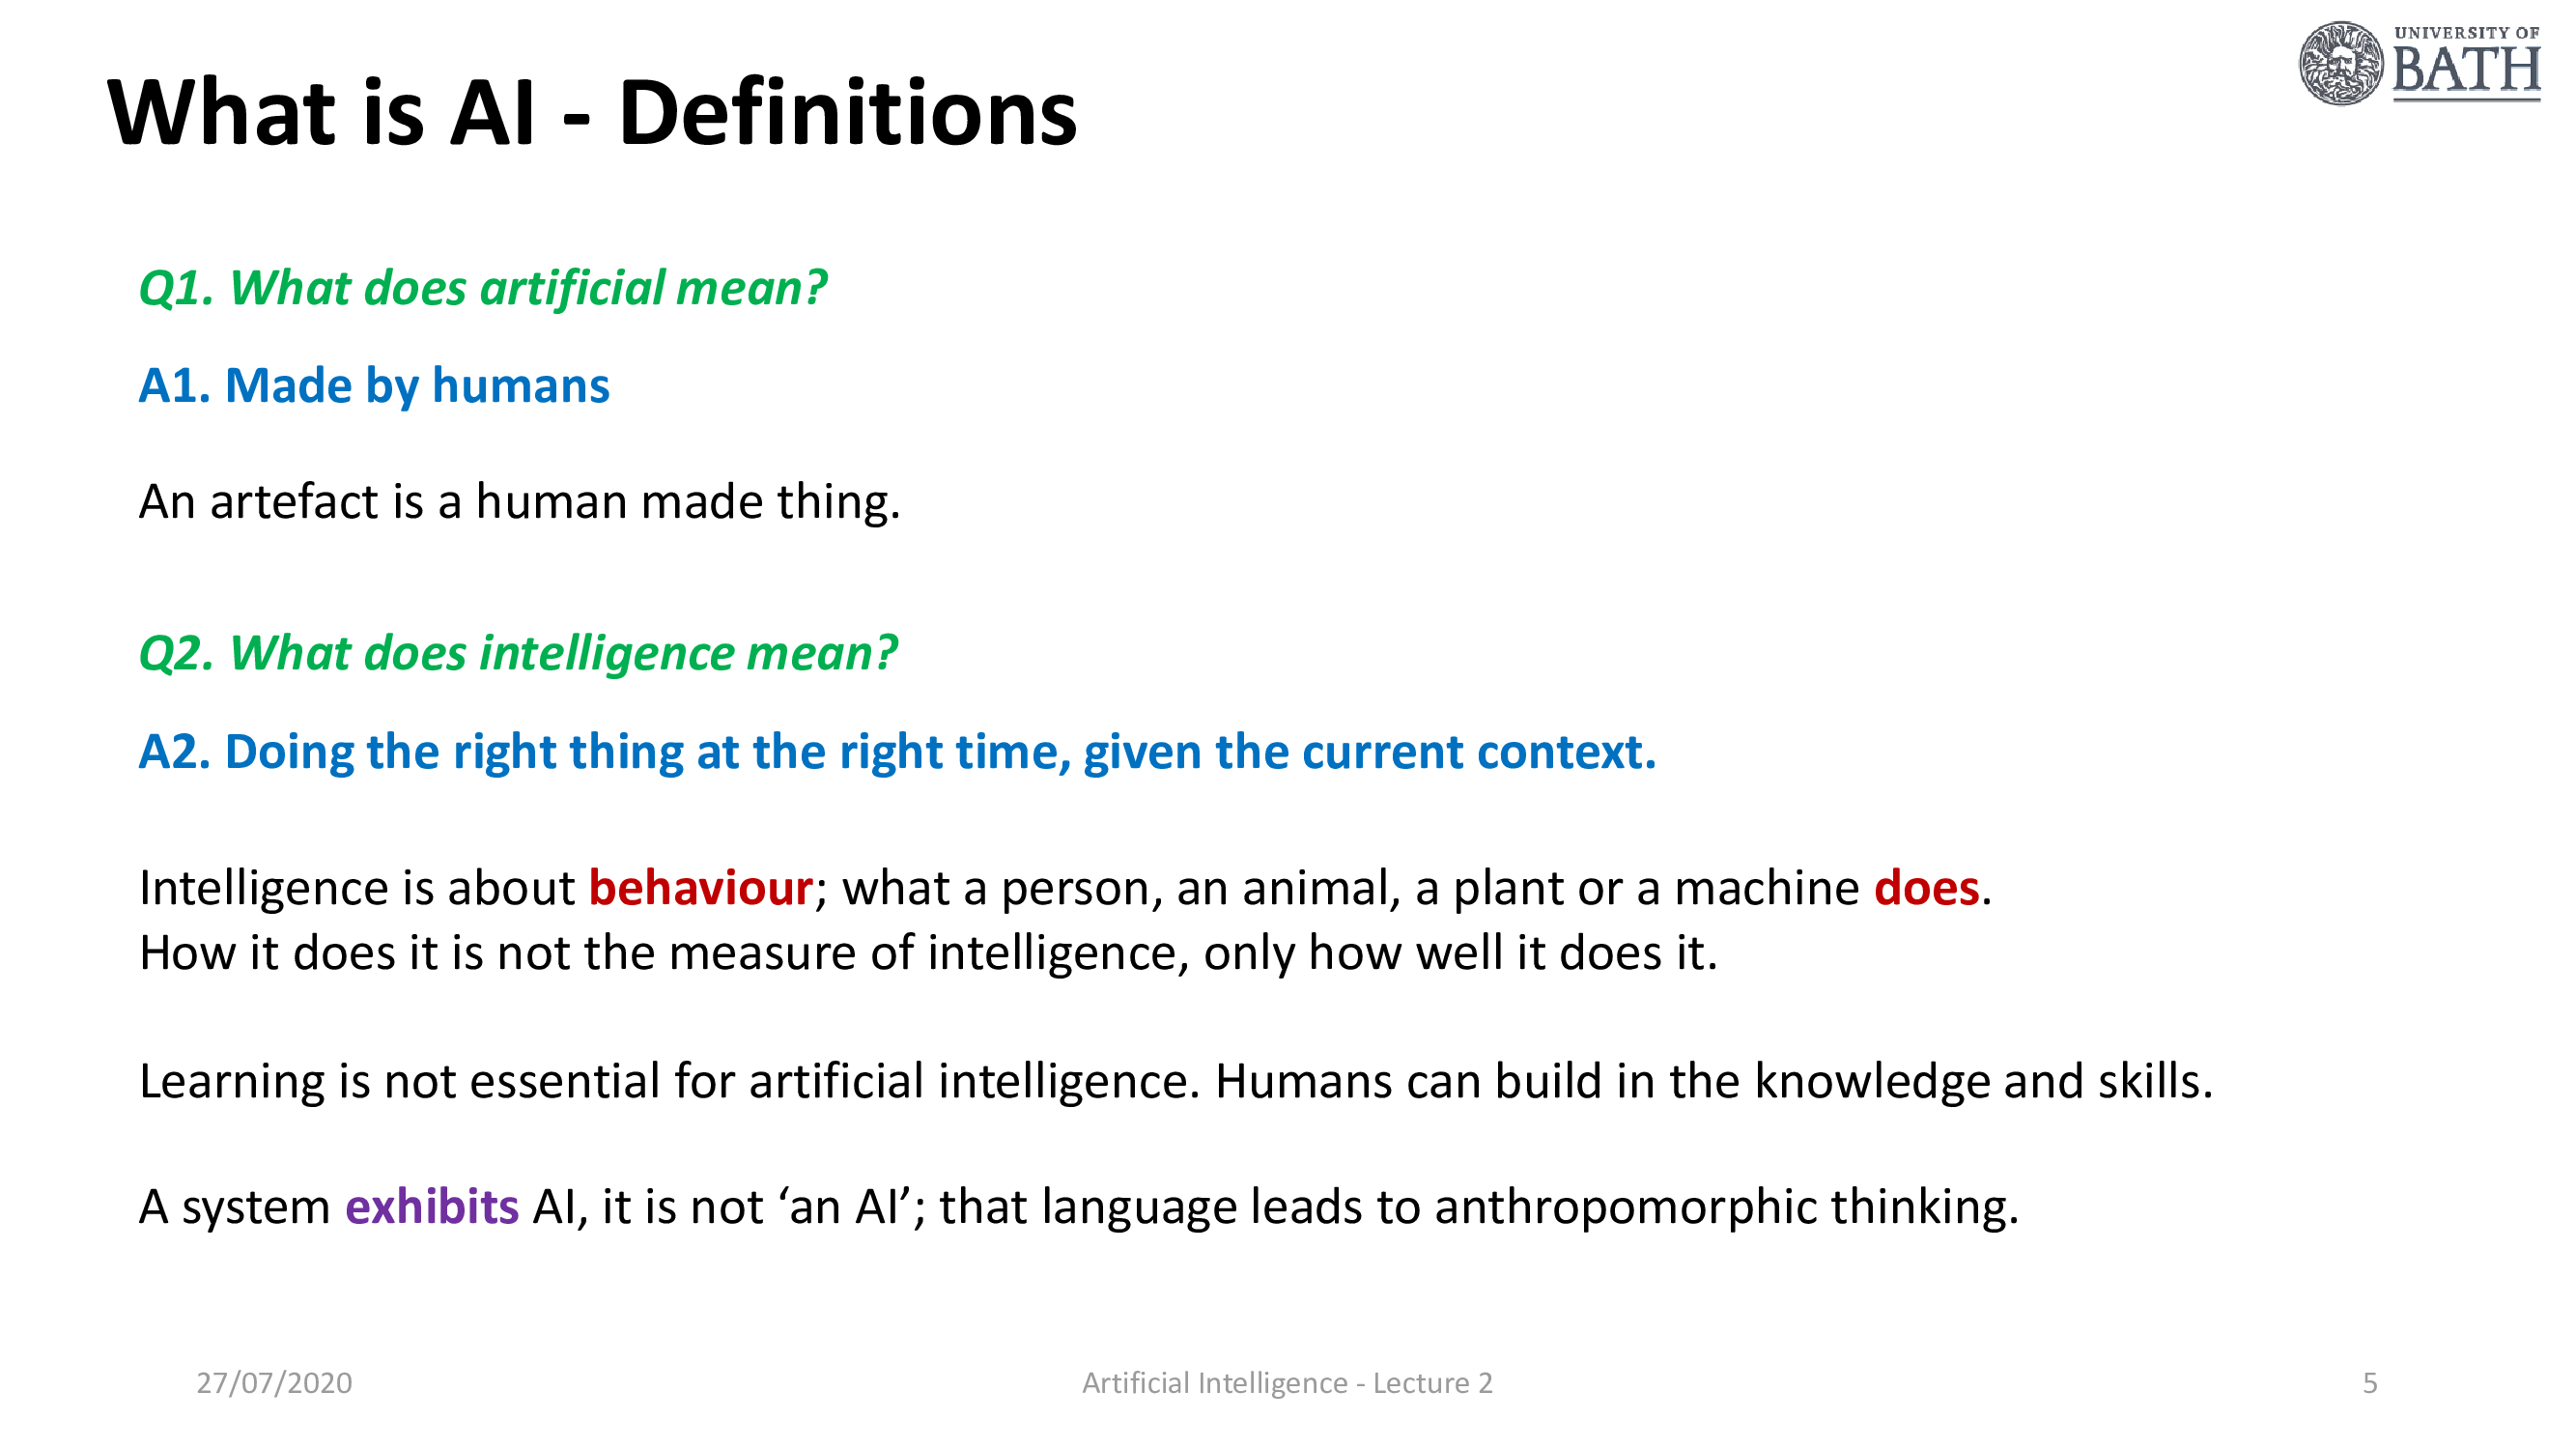 UNIVERSITY OF
BATH
What is AI - Definitions
Q1. What does artificial mean?
A1. Made by humans
An artefact is a human made thing.
Q2. What does intelligence mean?
A2. Doing the right thing at the right time, given the current context.
Intelligence is about behaviour; what a person, an animal, a plant or a machine does.
How it does it is not the measure of intelligence, only how well it does it.
Learning is not essential for artificial intelligence. Humans can build in the knowledge and skills.
A system exhibits AI, it is not ‘an AI’; that language leads to anthropomorphic thinking.
27/07/2020
Artificial Intelligence - Lecture 2
5